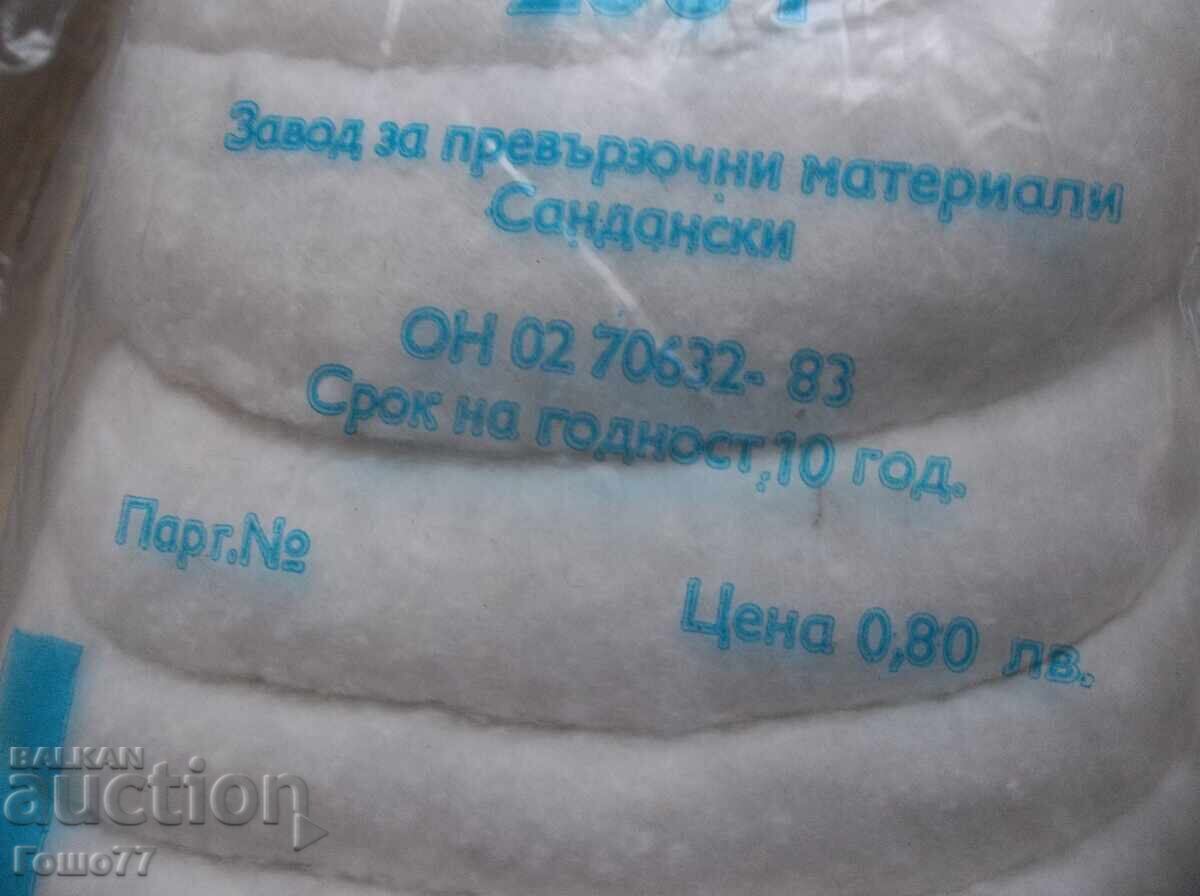 Завод за превързочни материали
Сандански
ОН 02 70632- 83
Срок на годност,10 год.
Парт.№
Цена 0,80 лв.
BALKAN
auction
Гошо77